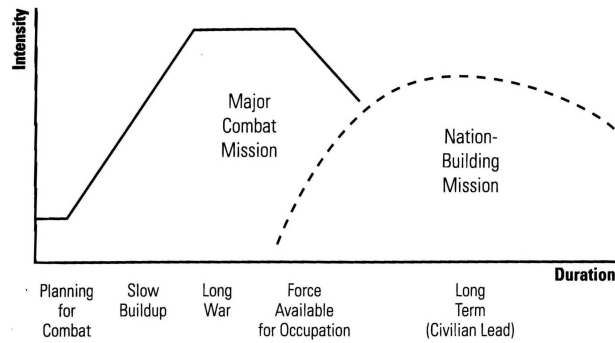 Intensity
Major
Combat
Mission
Nation-
Building
Mission
Duration
Planning
for
Combat
Slow
Buildup
Long
War
Force
Available
for Occupation
Long
Term
(Civilian Lead)